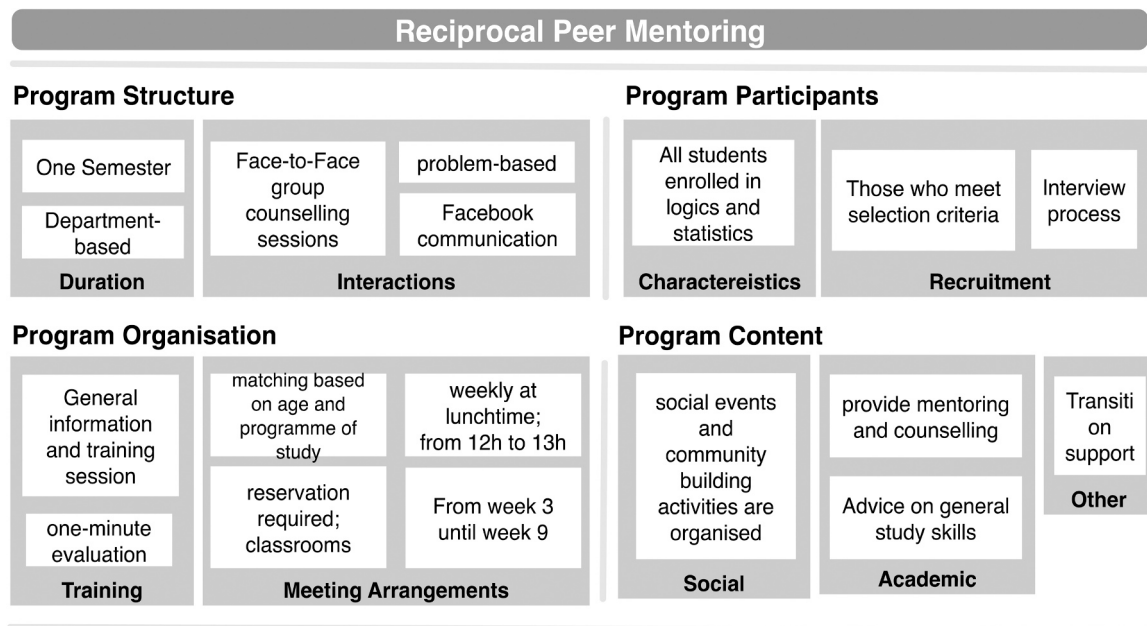 Reciprocal Peer Mentoring
Program Structure
One Semester
Department-
based
Duration
Face-to-Face
group
counselling
sessions
problem-based
Facebook
communication
Interactions
Program Participants
All students
enrolled in
logics and
statistics
Charactereistics
Those who meet
selection criteria
Interview
process
Recruitment
Program Organisation
General
information
and training
session
one-minute
evaluation
Training
matching based
on age and
programme of
study
weekly at
lunchtime;
from 12h to 13h
reservation
required;
classrooms
From week 3
until week 9
Meeting Arrangements
Program Content
social events
and
community
building
activities are
organised
Social
provide mentoring
and counselling
Advice on general
study skills
Academic
Transiti
on
support
Other